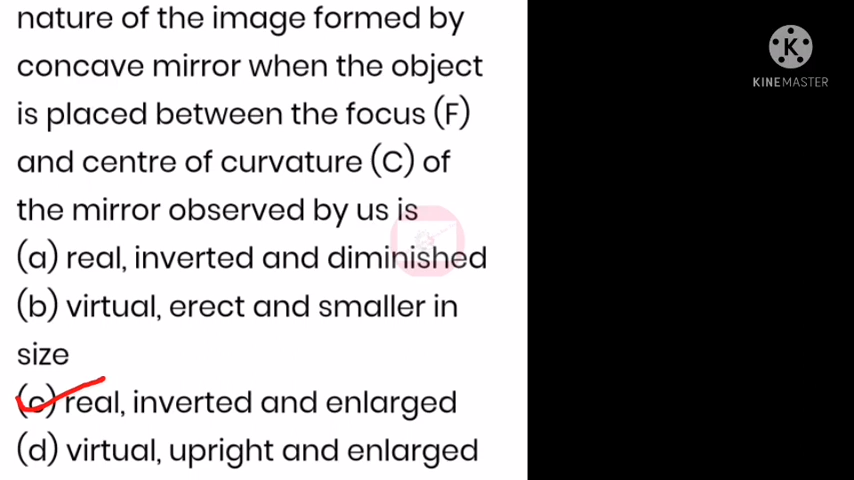 nature of the image formed by
concave mirror when the object
is placed between the focus (F)
and centre of curvature (C) of
the mirror observed by us is
(a) real, inverted and diminished
(b) virtual, erect and smaller in
size
(c) real, inverted and enlarged
(d) virtual, upright and enlarged
K
KINEMASTER